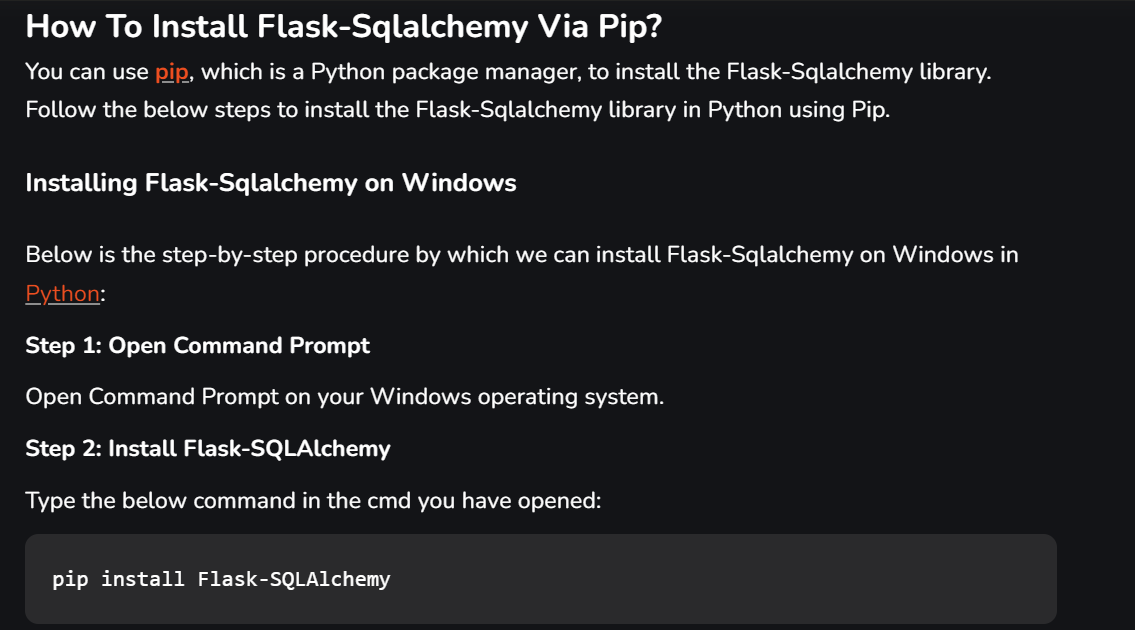 How To Install Flask-Sqlalchemy Via Pip?
You can use pip, which is a Python package manager, to install the Flask-Sqlalchemy library.
Follow the below steps to install the Flask-Sqlalchemy library in Python using Pip.
Installing Flask-Sqlalchemy on Windows
Below is the step-by-step procedure by which we can install Flask-Sqlalchemy on Windows in
Python:
Step 1: Open Command Prompt
Open Command Prompt on your Windows operating system.
Step 2: Install Flask-SQLAlchemy
Type the below command in the cmd you have opened:
pip install Flask-SQLAlchemy